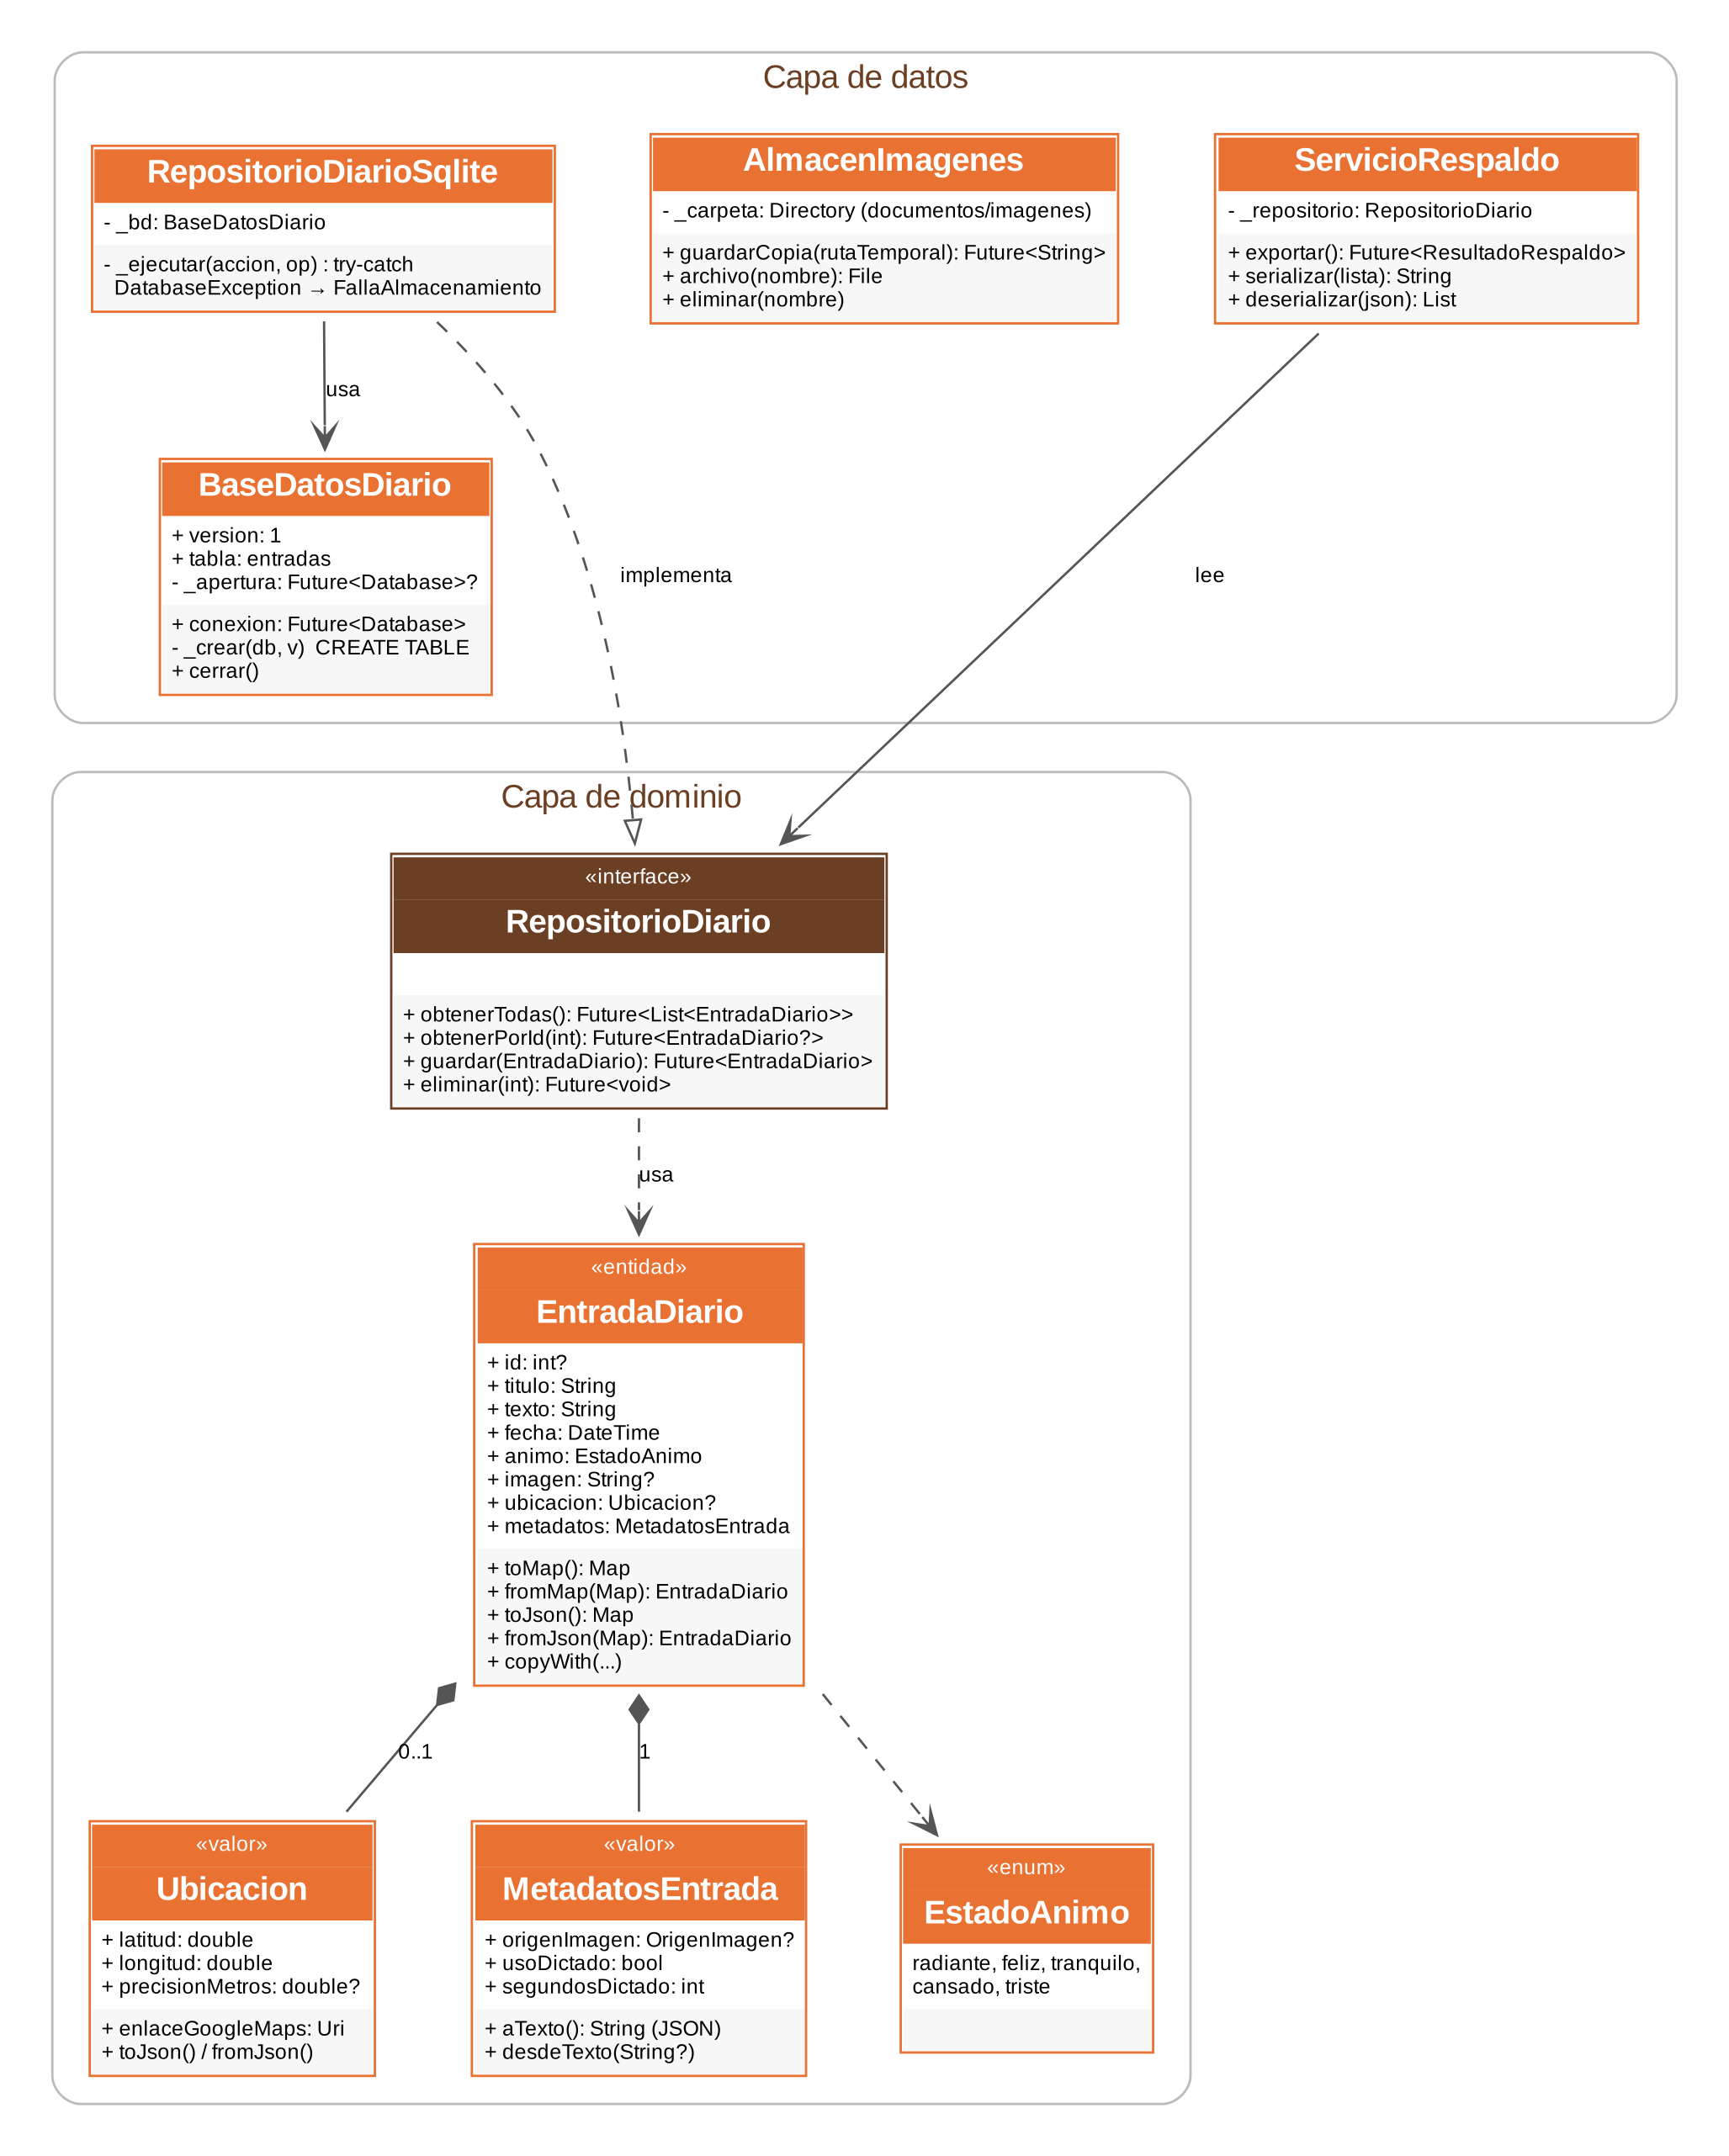 Capa de datos
RepositorioDiarioSqlite
- _bd: BaseDatosDiario
- _ejecutar(accion, op) : try-catch
DatabaseException → FallaAlmacenamiento
AlmacenImagenes
- _carpeta: Directory (documentos/imagenes)
+ guardarCopia(rutaTemporal): Future<String>
+ archivo(nombre): File
+ eliminar(nombre)
ServicioRespaldo
- _repositorio: RepositorioDiario
+ exportar(): Future<ResultadoRespaldo>
+ serializar(lista): String
+ deserializar(json): List
usa
BaseDatosDiario
+ version: 1
+ tabla: entradas
- _apertura: Future<Database>?
+ conexion: Future<Database>
- _crear(db, v)  CREATE TABLE
+ cerrar()
implementa
lee
Capa de dominio
«interface»
RepositorioDiario
+ obtenerTodas(): Future<List<EntradaDiario>>
+ obtenerPorId(int): Future<EntradaDiario?>
+ guardar(EntradaDiario): Future<EntradaDiario>
+ eliminar(int): Future<void>
usa
«entidad»
EntradaDiario
+ id: int?
+ titulo: String
+ texto: String
+ fecha: DateTime
+ animo: EstadoAnimo
+ imagen: String?
+ ubicacion: Ubicacion?
+ metadatos: MetadatosEntrada
+ toMap(): Map
+ fromMap(Map): EntradaDiario
+ toJson(): Map
+ fromJson(Map): EntradaDiario
+ copyWith(...)
0..1
1
«valor»
Ubicacion
+ latitud: double
+ longitud: double
+ precisionMetros: double?
+ enlaceGoogleMaps: Uri
+ toJson() / fromJson()
«valor»
MetadatosEntrada
+ origenImagen: OrigenImagen?
+ usoDictado: bool
+ segundosDictado: int
+ aTexto(): String (JSON)
+ desdeTexto(String?)
«enum»
EstadoAnimo
radiante, feliz, tranquilo,
cansado, triste